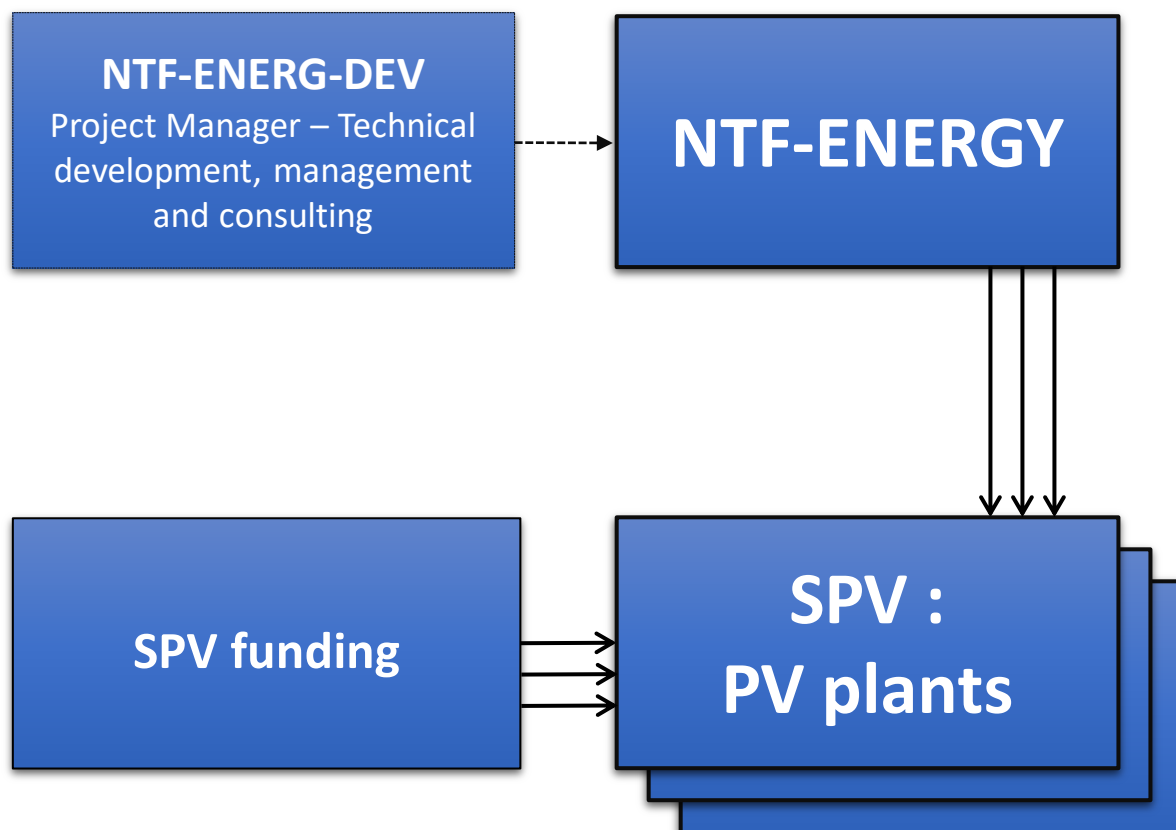 NTF-ENERG-DEV
Project Manager – Technical
development, management
and consulting
NTF-ENERGY
SPV funding
SPV :
PV plants